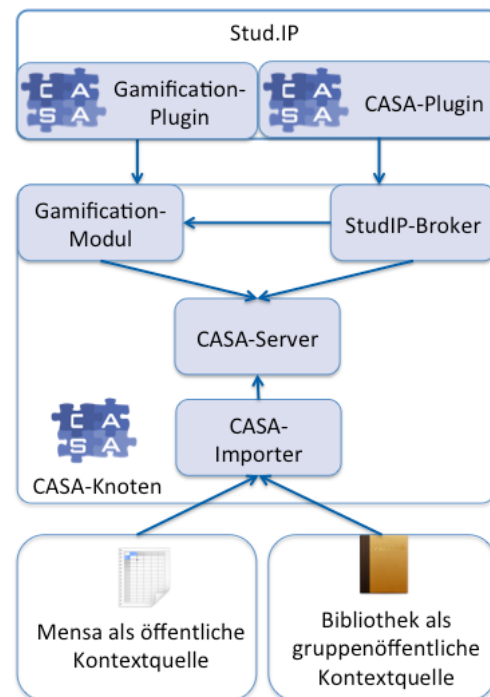 Stud.IP
C A
S A
Gamification-
Plugin
C A
S A
CASA-Plugin
Gamification-
Modul
StudIP-Broker
CASA-Server
C A
S A
CASA-Knoten
CASA-
Importer
Mensa als öffentliche
Kontextquelle
Bibliothek als
gruppenöffentliche
Kontextquelle